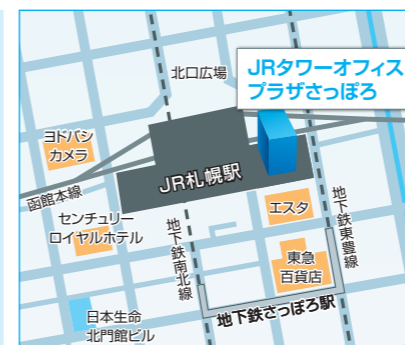 北口広場
JRタワーオフィス
プラザさっぽろ
ヨドバシ
カメラ
JR札幌駅
函館本線
センチュリー
ロイヤルホテル
エスタ
地下鉄南北線
地下鉄東豊線
東急
百貨店
地下鉄さっぽろ駅
日本生命
北門館ビル